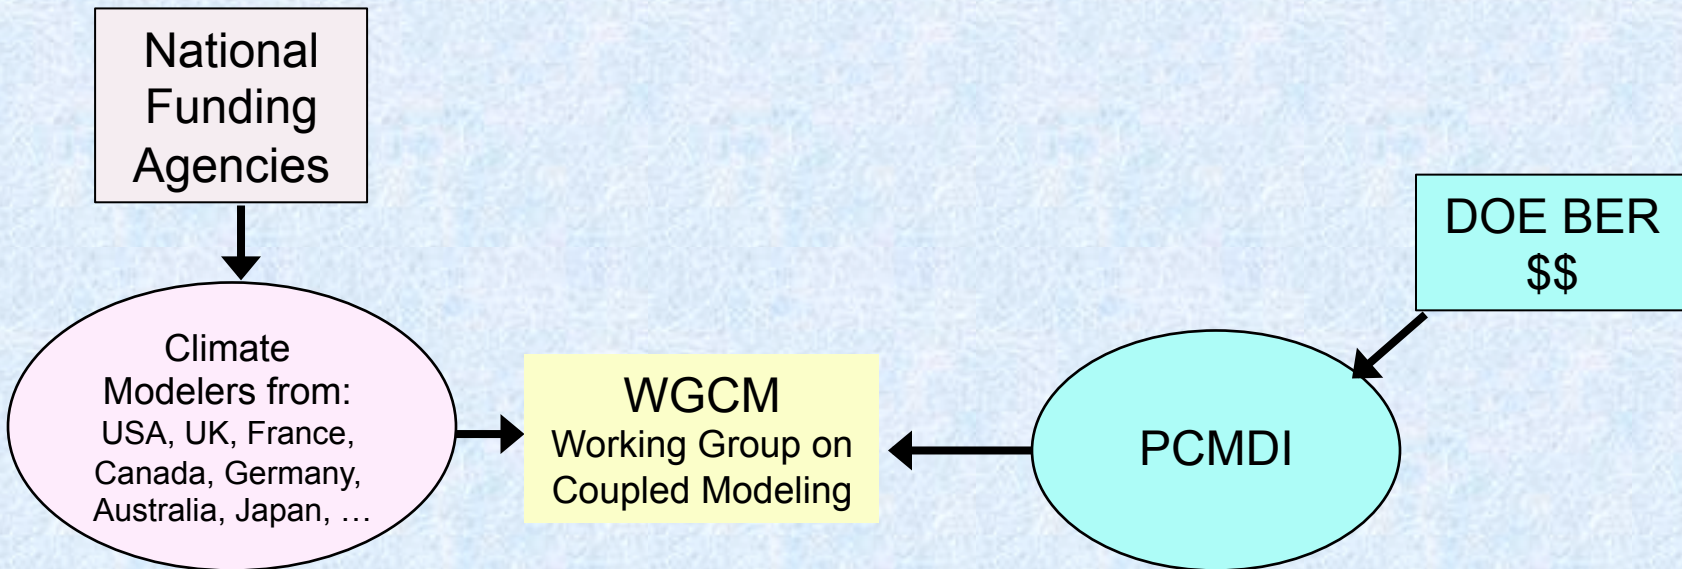 National
Funding
Agencies
DOE BER
$$
Climate
Modelers from:
USA, UK, France,
Canada, Germany,
Australia, Japan, …
WGCM
Working Group on
Coupled Modeling
PCMDI